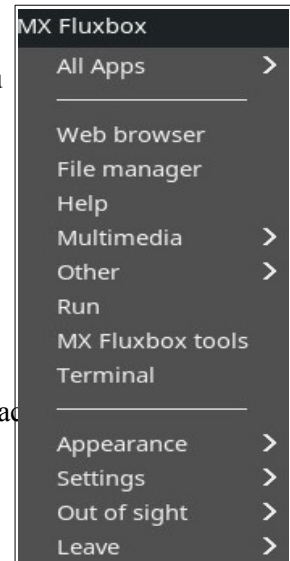 MX Fluxbox
All Apps
Web browser
File manager
Help
Multimedia
Other
Run
MX Fluxbox tools
Terminal
Appearance
Settings
Out of sight
Leave